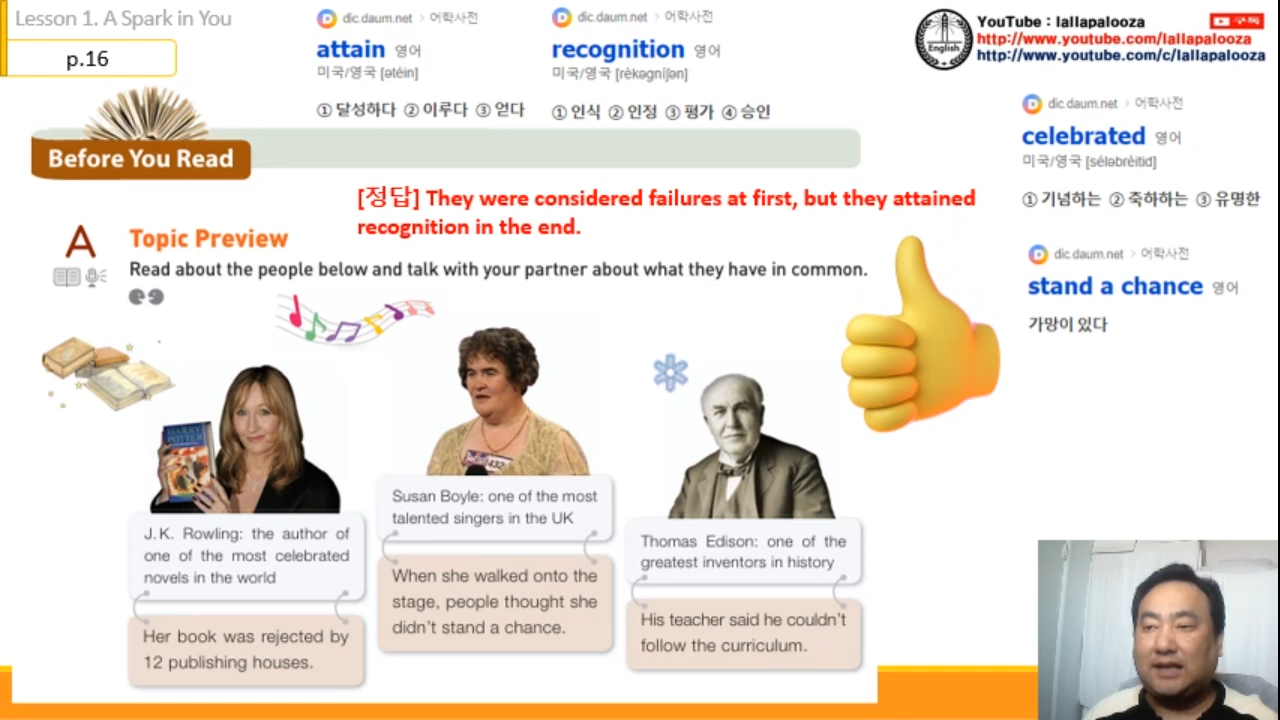 Lesson 1. A Spark in You
p.16
dic.daum.net > 어학사전
attain 영어
미국/영국 [ətéin]
① 달성하다 ② 이루다 ③ 얻다
dic.daum.net > 어학사전
recognition 영어
미국/영국 [rèkəgníʃən]
① 인식 ② 인정 ③ 평가 ④ 승인
English
YouTube : lallapalooza
구독
http://www.youtube.com/lallapalooza
http://www.youtube.com/c/lallapalooza
dic.daum.net > 어학사전
celebrated 영어
미국/영국 [séləbrèitid]
① 기념하는 ② 축하하는 ③ 유명한
dic.daum.net > 어학사전
stand a chance 영어
가망이 있다
Before You Read
[정답] They were considered failures at first, but they attained
recognition in the end.
A
Topic Preview
Read about the people below and talk with your partner about what they have in common.
HARRY
POTTER
J.K. Rowling: the author of
one of the most celebrated
novels in the world
Her book was rejected by
12 publishing houses.
Susan Boyle: one of the most
talented singers in the UK
When she walked onto the
stage, people thought she
didn't stand a chance.
Thomas Edison: one of the
greatest inventors in history
His teacher said he couldn't
follow the curriculum.